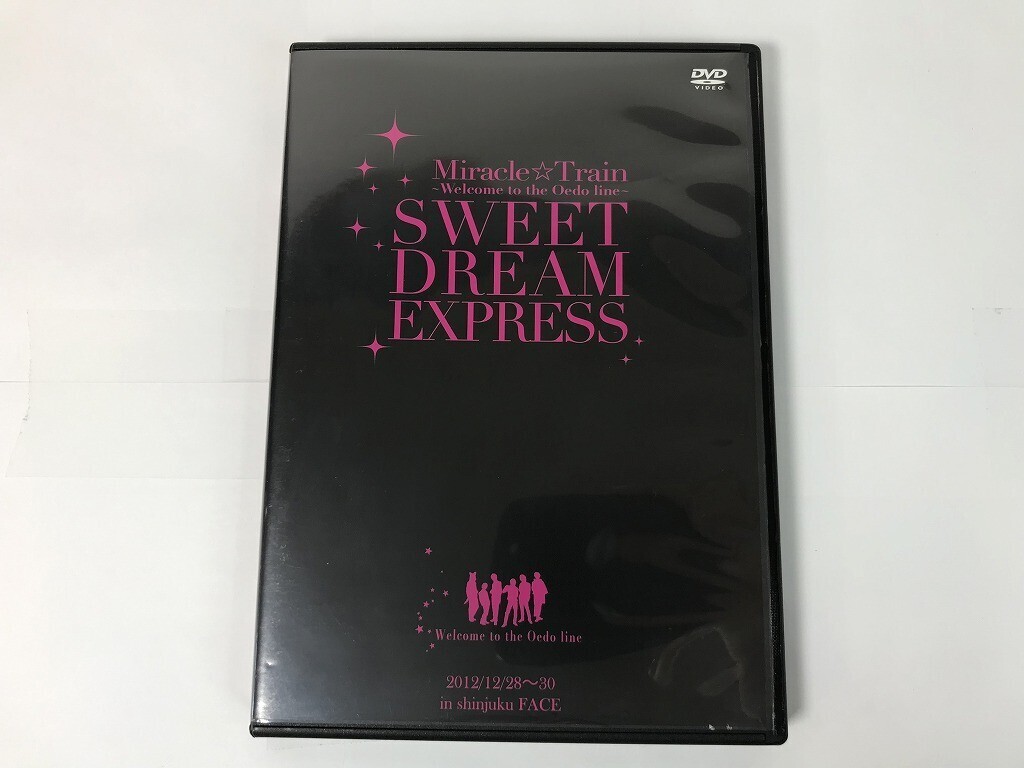 DVD
VIDEO
Miracle☆Train
~Welcome to the Oedo line~
SWEET
DREAM
EXPRESS
Welcome to the Oedo line
2012/12/28～30
in shinjuku FACE